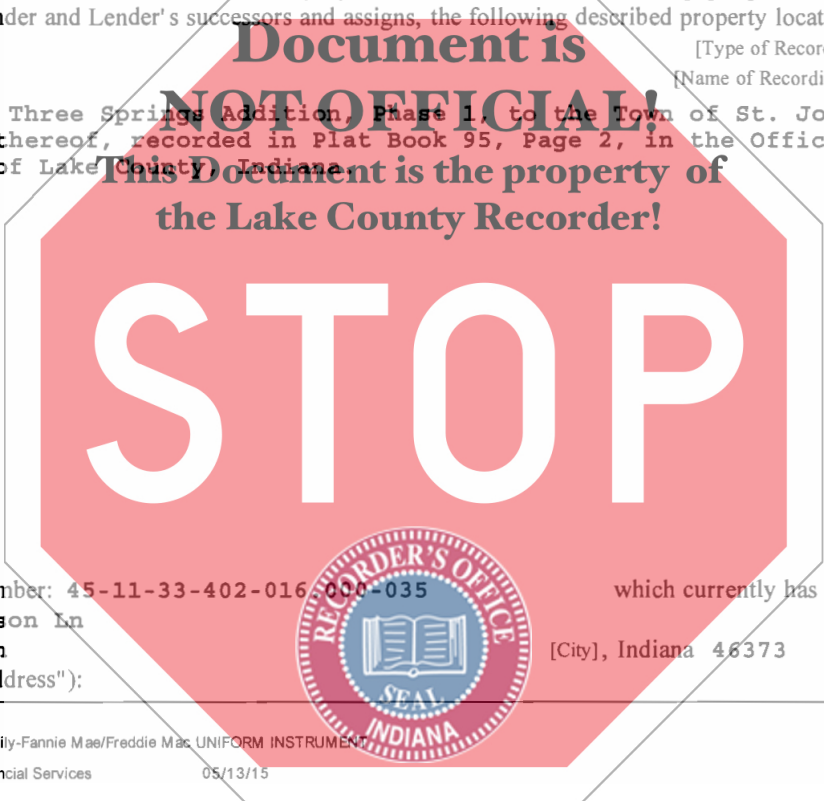 der and Lender's successors and assigns, the following described property locat
Document is
[Type of Recor
NOT OFFICIAL!
[Name of Recordi
Three Springs Addition, Phase 1, to the Town of St. Jo
thereof, recorded in Plat Book 95, Page 2, in the Offic
of Lake County, Indiana.
This Document is the property of
the Lake County Recorder!
STOP
RECORDER'S OFFICE
SEAL
INDIANA
nber: 45-11-33-402-016.000-035 which currently has
son Ln
[City], Indiana 46373
dress"):
ily-Fannie Mae/Freddie Mac UNIFORM INSTRUMENT
ncial Services 05/13/15